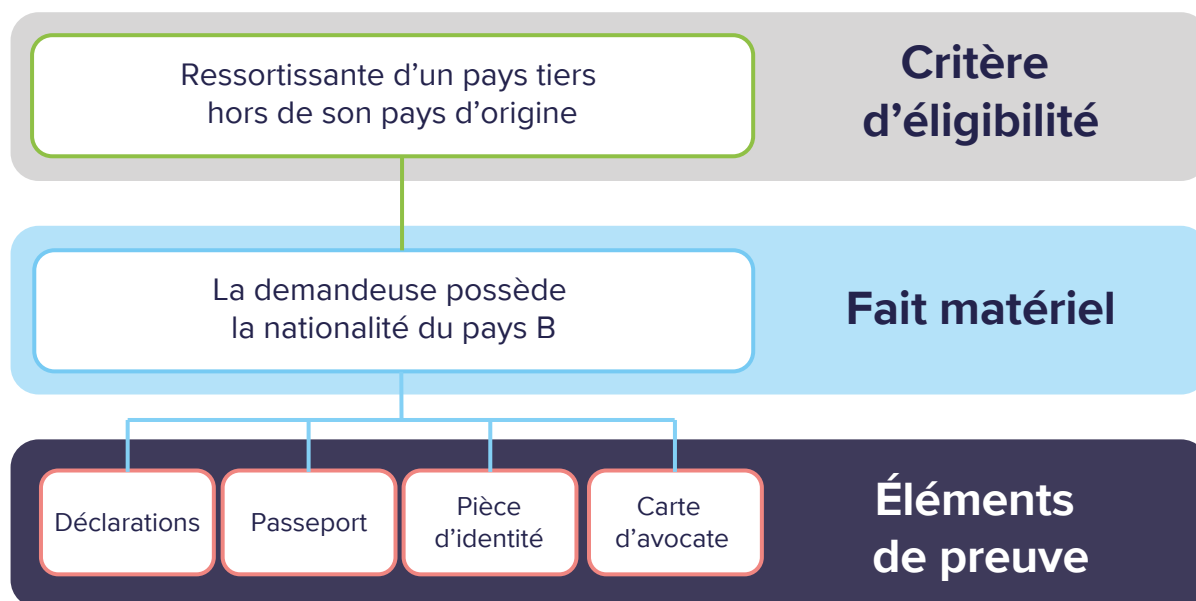 Ressortissante d’un pays tiers
hors de son pays d’origine
Critère
d’éligibilité
La demandeuse possède
la nationalité du pays B
Fait matériel
Déclarations
Passeport
Pièce
d’identité
Carte
d’avocate
Éléments
de preuve